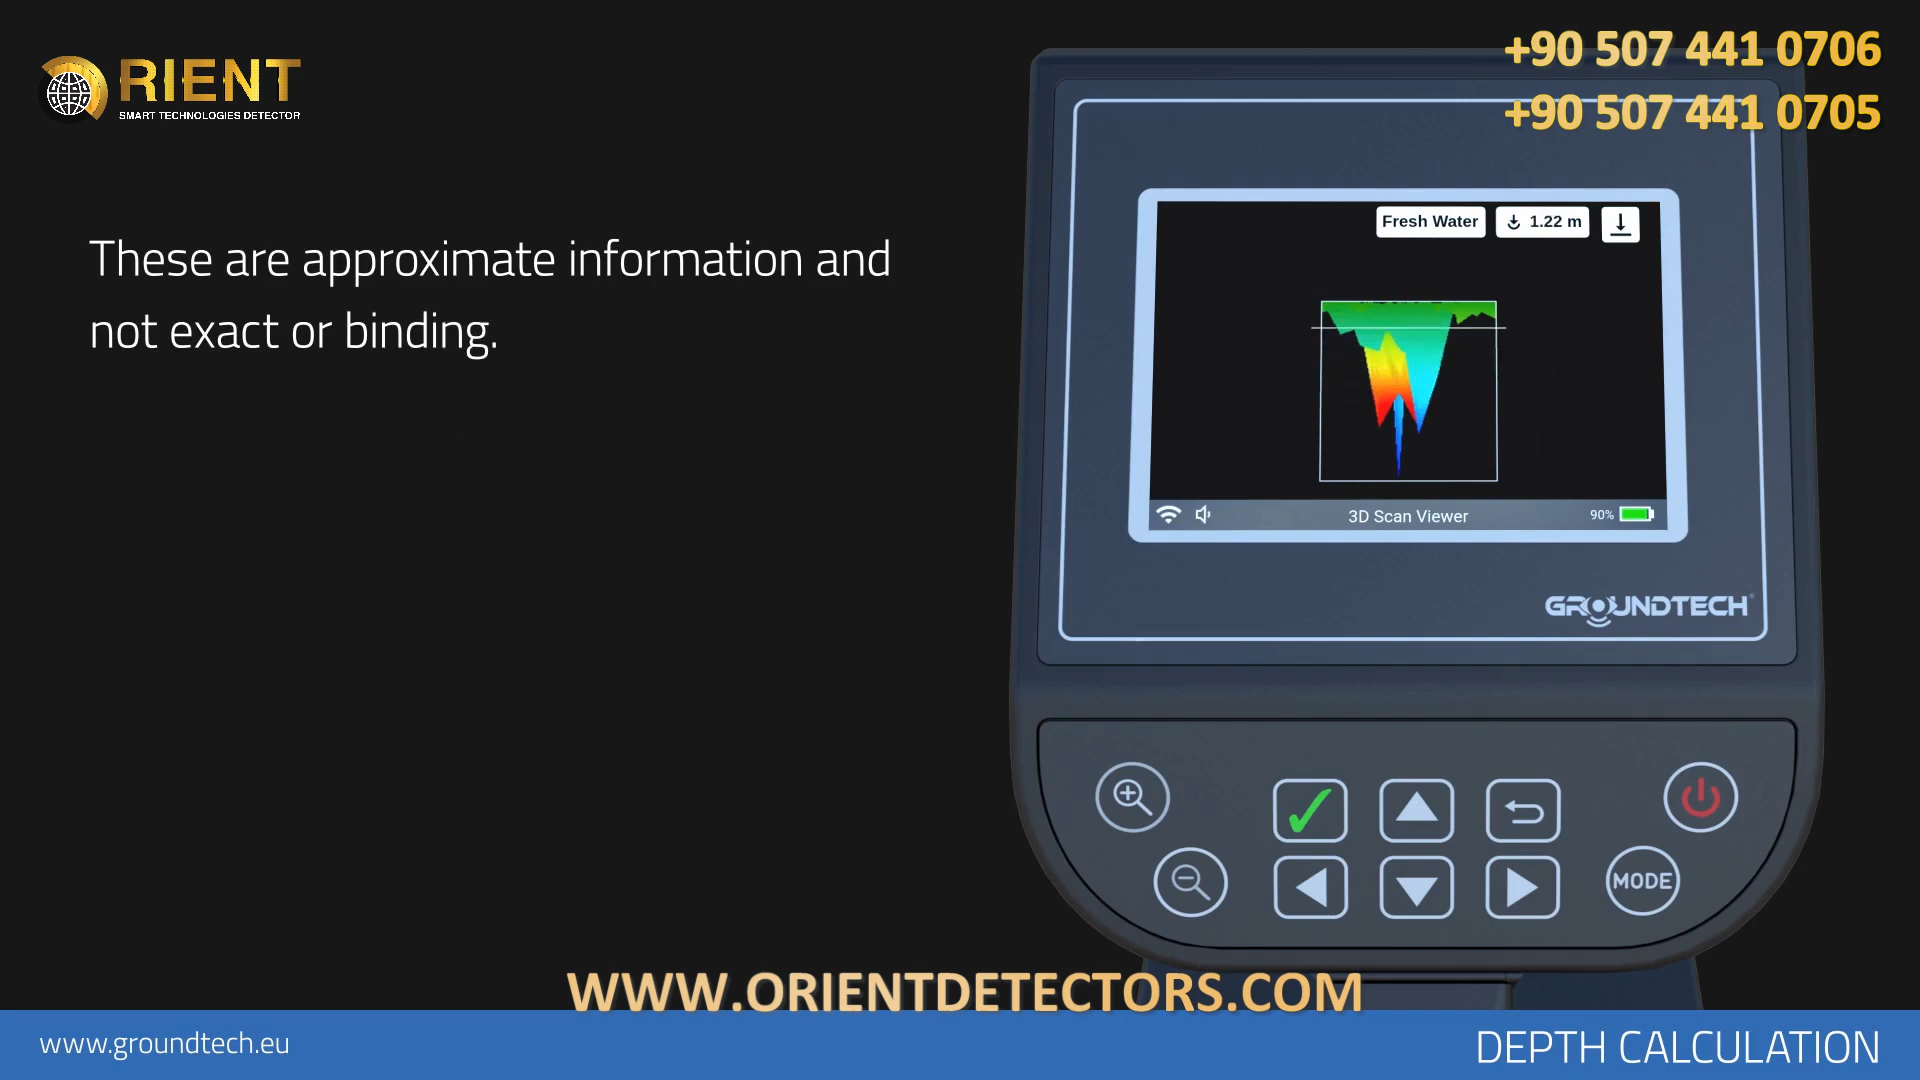 RIENT
SMART TECHNOLOGIES DETECTOR
+90 507 441 0706
+90 507 441 0705
These are approximate information and
not exact or binding.
Fresh Water
1.22 m
3D Scan Viewer
90%
GROUNDTECH
MODE
WWW.ORIENTDETECTORS.COM
www.groundtech.eu
DEPTH CALCULATION